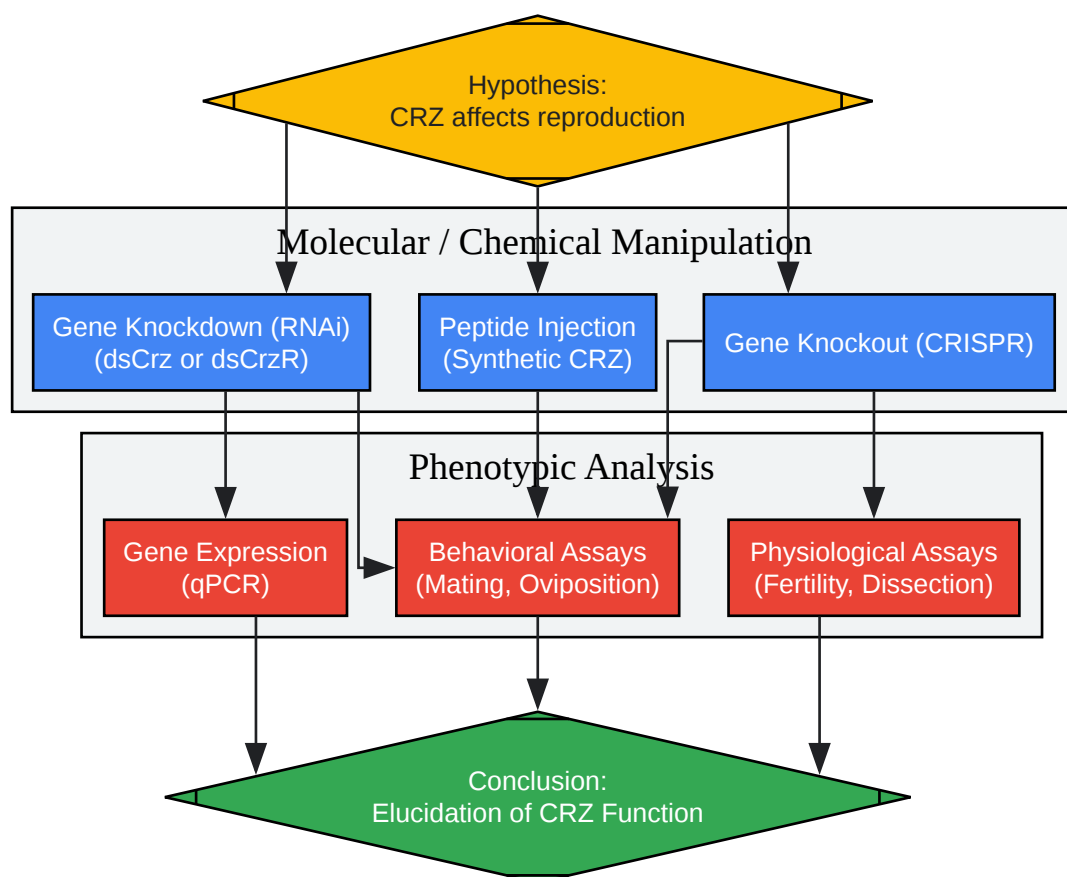 Hypothesis:
CRZ affects reproduction
Molecular / Chemical Manipulation
Gene Knockdown (RNAi)
(dsCrz or dsCrzR)
Peptide Injection
(Synthetic CRZ)
Gene Knockout (CRISPR)
Phenotypic Analysis
Gene Expression
(qPCR)
Behavioral Assays
(Mating, Oviposition)
Physiological Assays
(Fertility, Dissection)
Conclusion:
Elucidation of CRZ Function